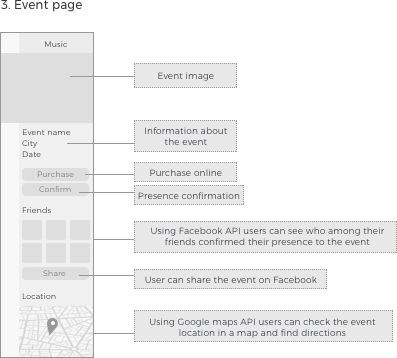 3. Event page
Music
Event image
Event name
City
Date
Information about
the event
Purchase
Purchase online
Confirm
Presence confirmation
Friends
Using Facebook API users can see who among their
friends confirmed their presence to the event
Share
User can share the event on Facebook
Location
Using Google maps API users can check the event
location in a map and find directions